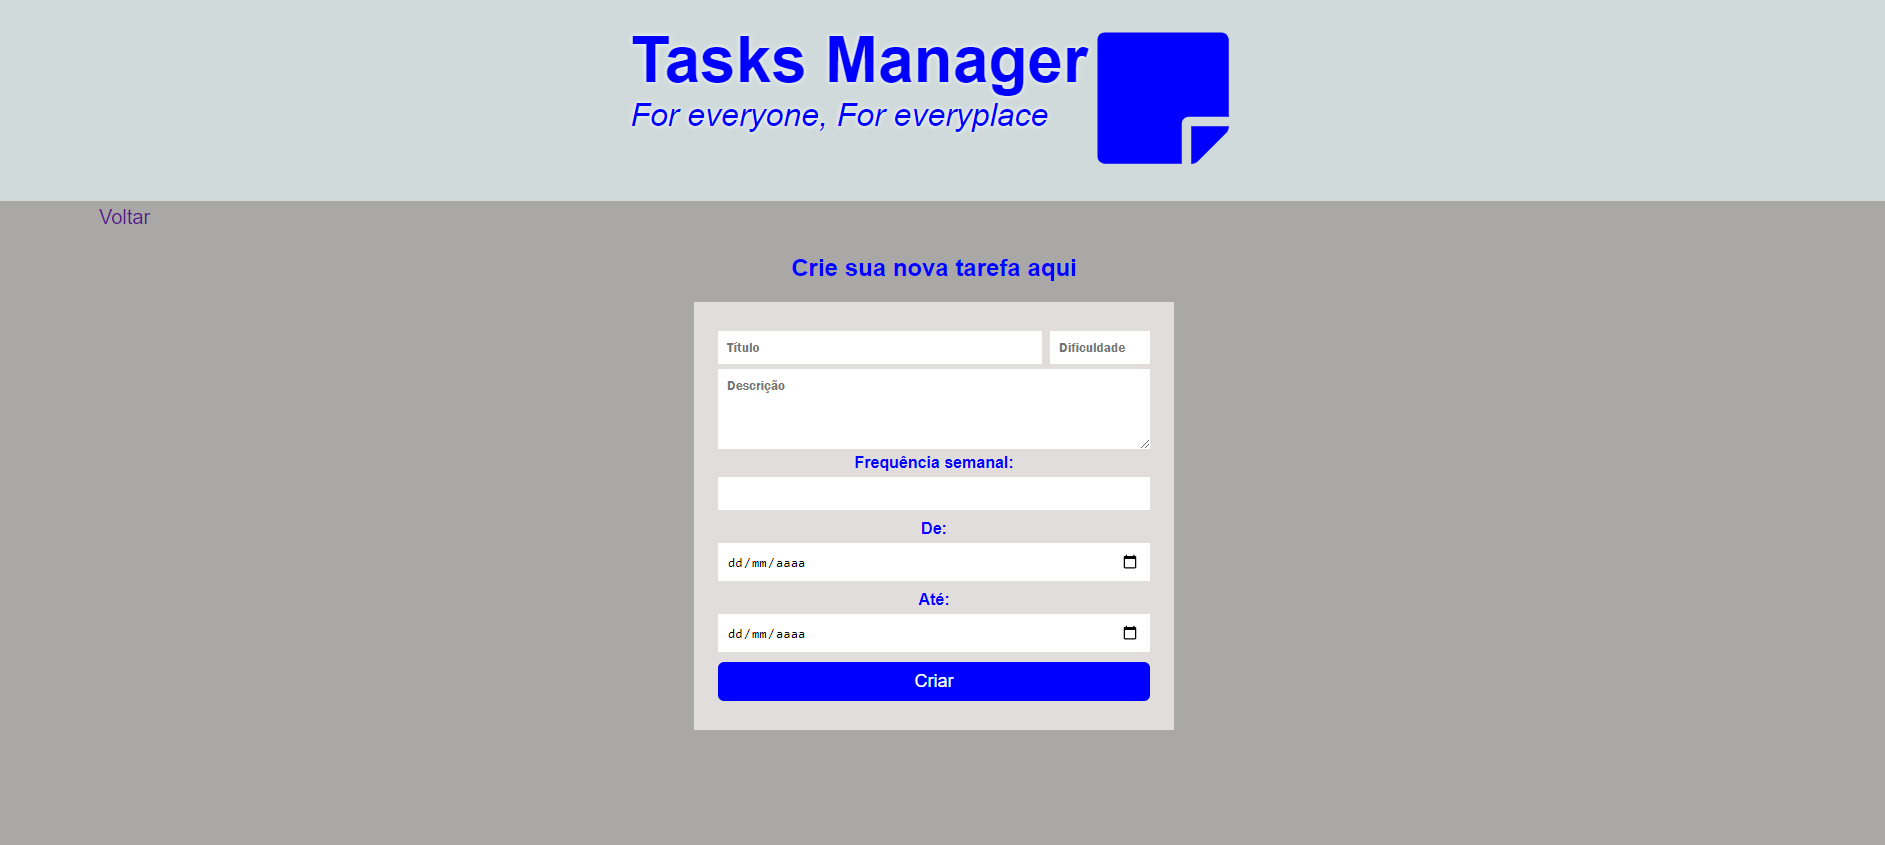 Tasks Manager
For everyone, For everyplace
Voltar
Crie sua nova tarefa aqui
Título Dificuldade
Descrição
Frequência semanal:
De:
dd/mm/aaaa
Até:
dd/mm/aaaa
Criar